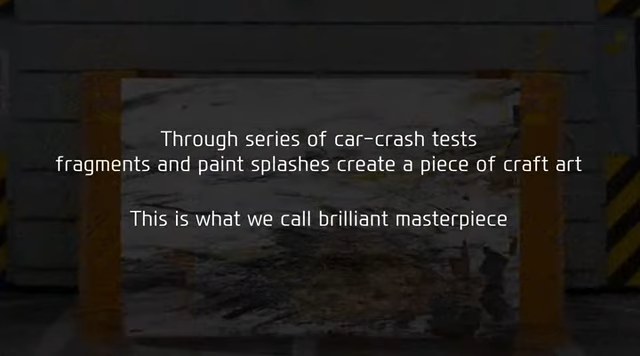 Through series of car-crash tests
fragments and paint splashes create a piece of craft art
This is what we call brilliant masterpiece